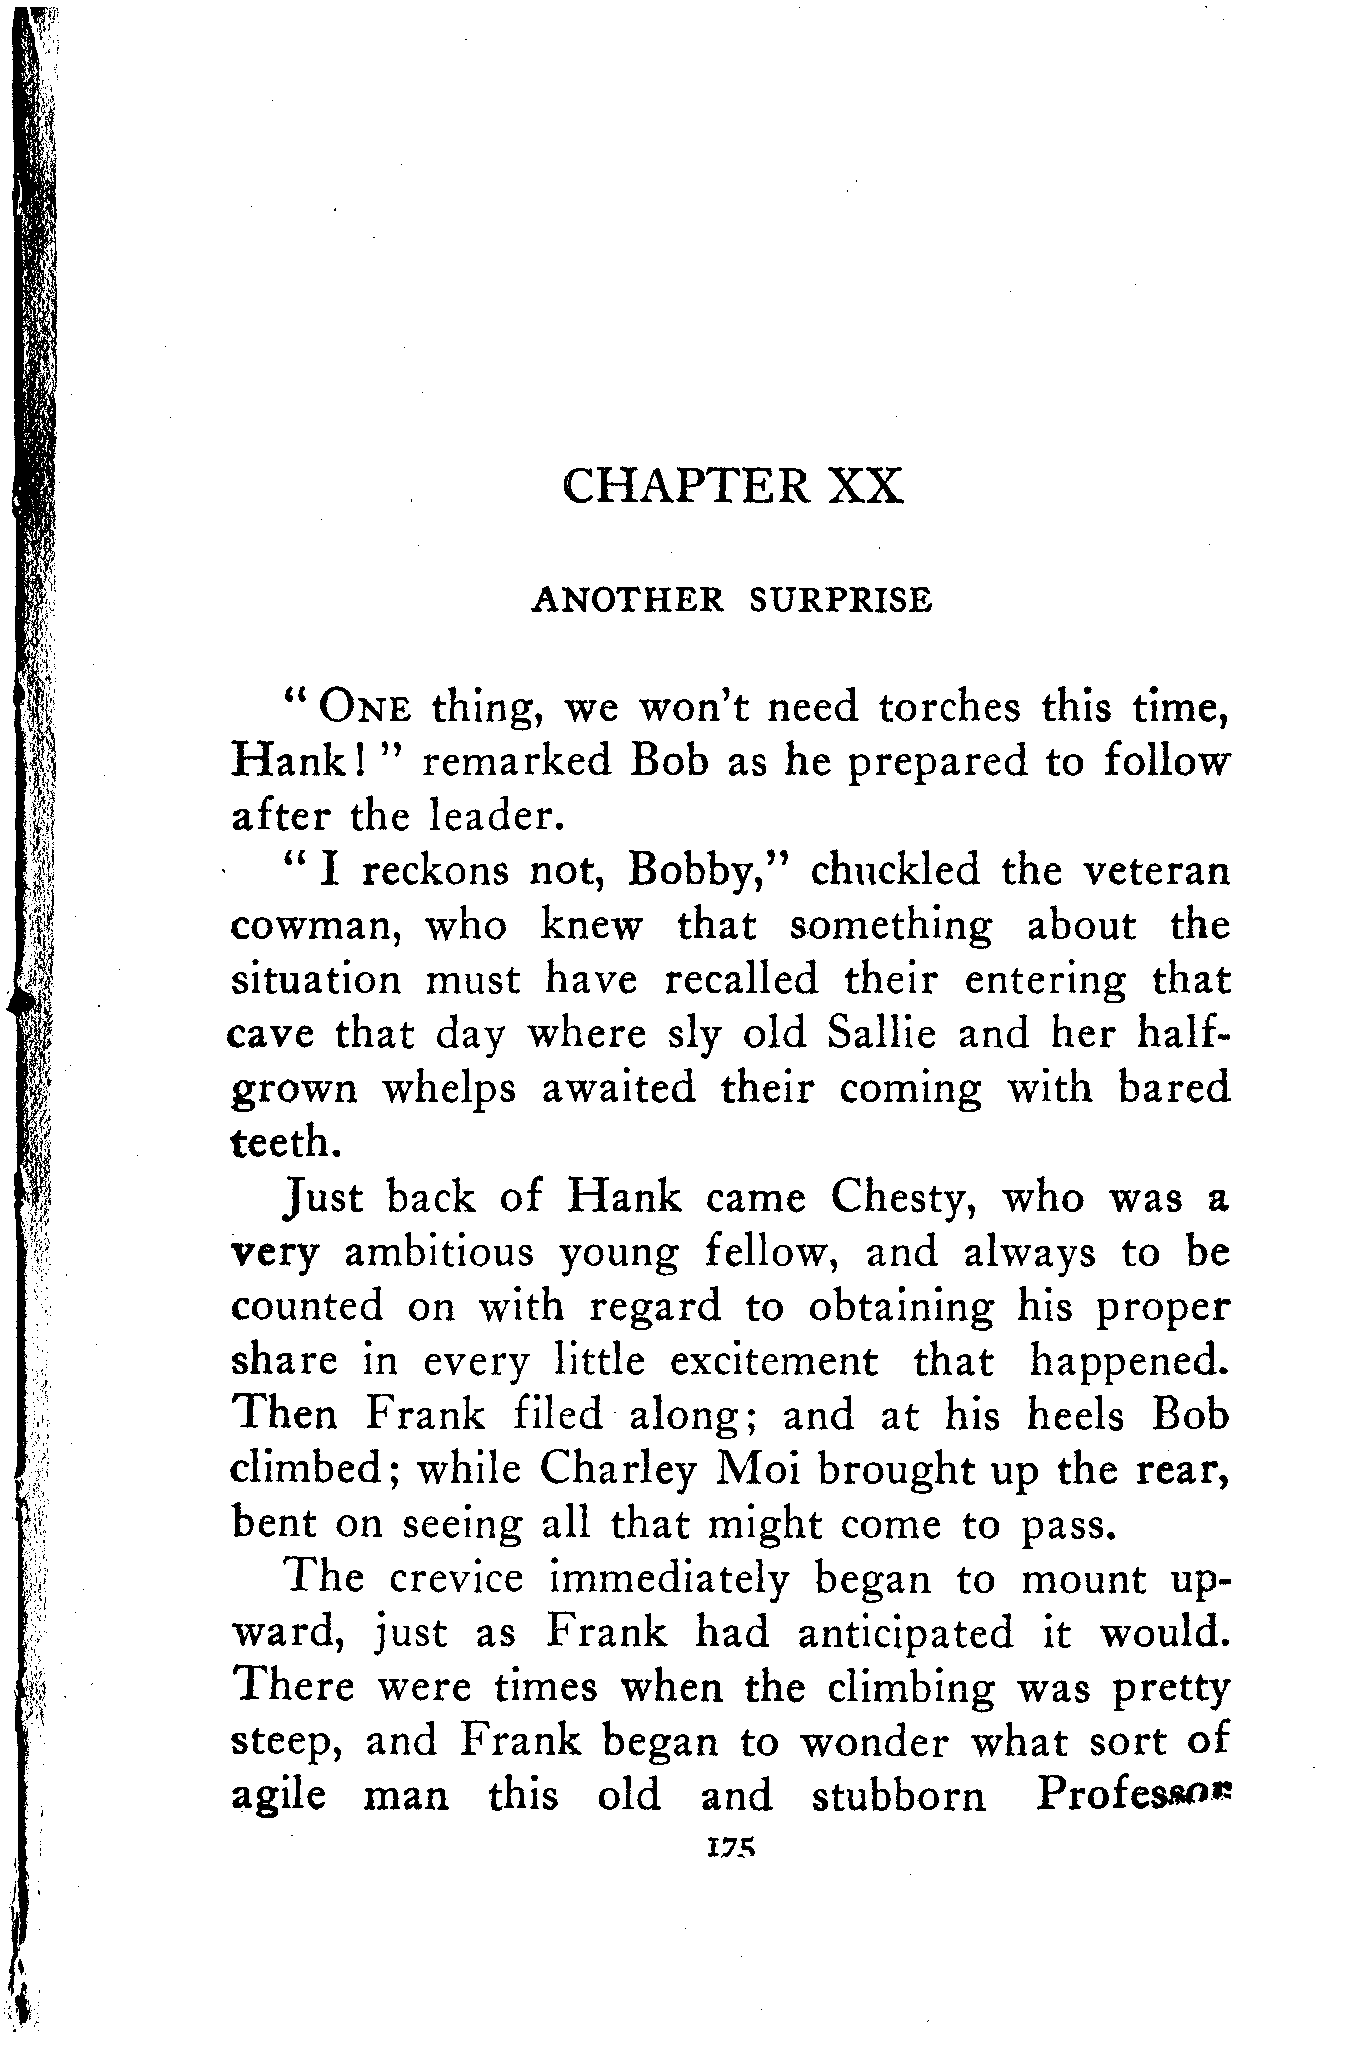 CHAPTER XX
ANOTHER SURPRISE
" ONE thing, we won't need torches this time,
Hank! " remarked Bob as he prepared to follow
after the leader.
" I reckons not, Bobby," chuckled the veteran
cowman, who knew that something about the
situation must have recalled their entering that
cave that day where sly old Sallie and her half-
grown whelps awaited their coming with bared
teeth.
Just back of Hank came Chesty, who was a
very ambitious young fellow, and always to be
counted on with regard to obtaining his proper
share in every little excitement that happened.
Then Frank filed along; and at his heels Bob
climbed; while Charley Moi brought up the rear,
bent on seeing all that might come to pass.
The crevice immediately began to mount up-
ward, just as Frank had anticipated it would.
There were times when the climbing was pretty
steep, and Frank began to wonder what sort of
agile man this old and stubborn Professor
175